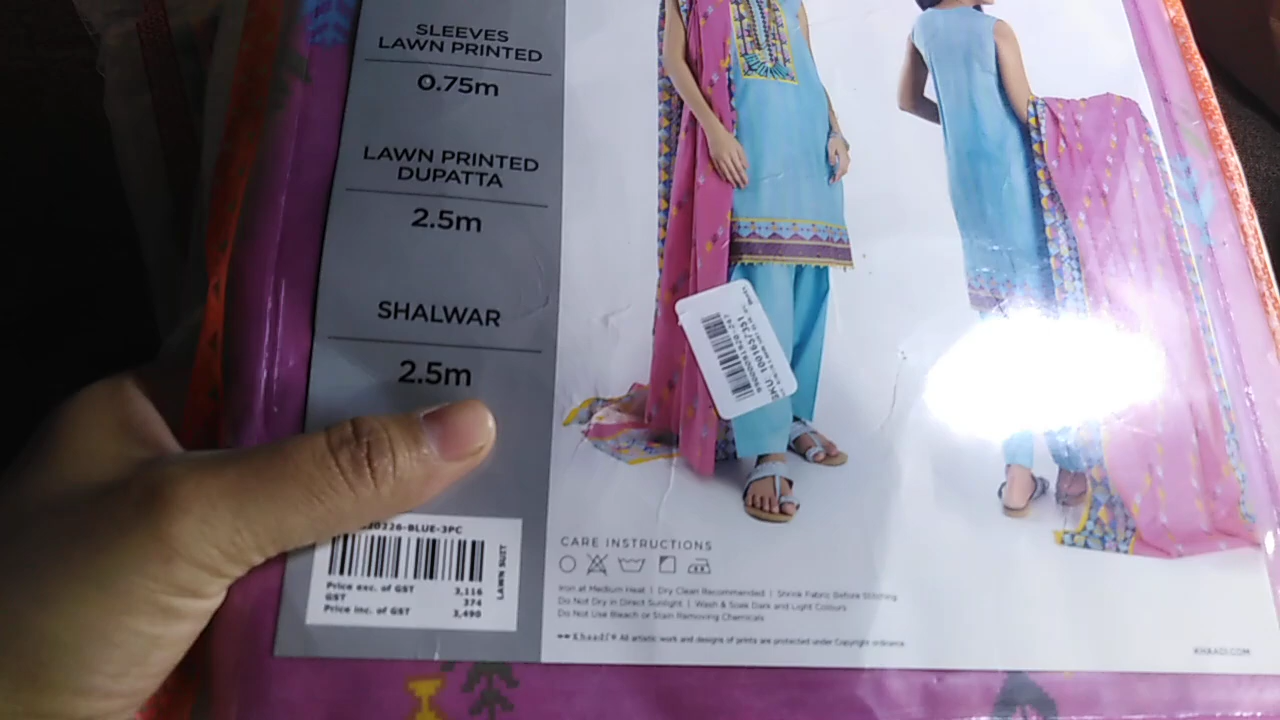 SLEEVES
LAWN PRINTED
0.75m
LAWN PRINTED
DUPATTA
2.5m
SHALWAR
2.5m
20226-BLUE-3PC
LAWN SUIT
Price exc. of GST 3,116
GST 374
Price inc. of GST 3,490
SKU: 1001657351
CARE INSTRUCTIONS
Iron at Medium Heat | Dry Clean Recommended | Shrink Fabric Before Stitching
Do Not Dry in Direct Sunlight | Wash & Soak Dark and Light Colours
Do Not Use Bleach or Stain Removing Chemicals
Khaadi® All artistic work and designs of prints are protected under Copyright ordinance
KHAADI.COM